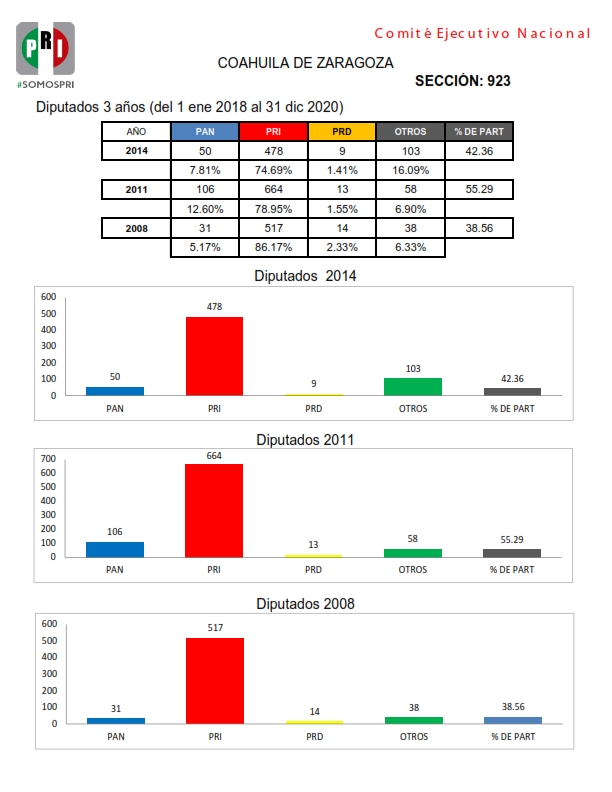 Comité Ejecutivo Nacional
PRI
#SOMOSPRI
COAHUILA DE ZARAGOZA
SECCIÓN: 923
Diputados 3 años (del 1 ene 2018 al 31 dic 2020)
AÑO PAN PRI PRD OTROS % DE PART
2014 50 478 9 103 42.36
7.81% 74.69% 1.41% 16.09%
2011 106 664 13 58 55.29
12.60% 78.95% 1.55% 6.90%
2008 31 517 14 38 38.56
5.17% 86.17% 2.33% 6.33%
Diputados 2014
600
500
400
300
200
100
0
50 478 9 103 42.36
PAN PRI PRD OTROS % DE PART
Diputados 2011
700
600
500
400
300
200
100
0
106 664 13 58 55.29
PAN PRI PRD OTROS % DE PART
Diputados 2008
600
500
400
300
200
100
0
31 517 14 38 38.56
PAN PRI PRD OTROS % DE PART